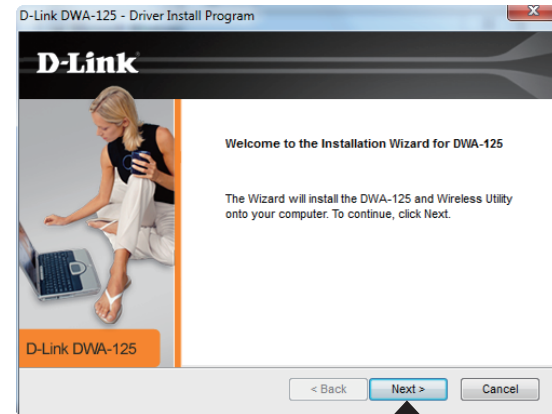 D-Link DWA-125 - Driver Install Program
D-Link
Welcome to the Installation Wizard for DWA-125
The Wizard will install the DWA-125 and Wireless Utility
onto your computer. To continue, click Next.
D-Link DWA-125
< Back Next > Cancel